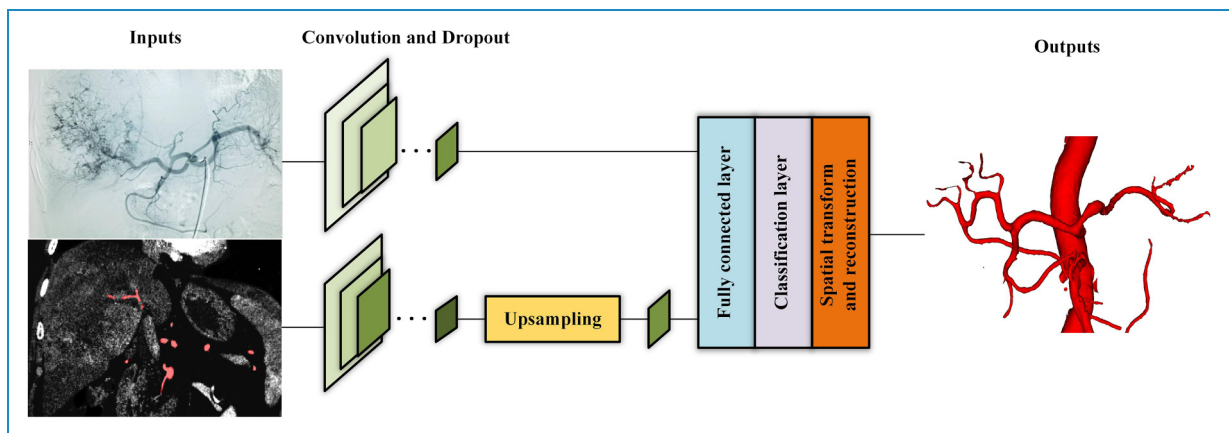 Inputs
Convolution and Dropout
Outputs
...
...
Upsampling
Fully connected layer
Classification layer
Spatial transform
and reconstruction